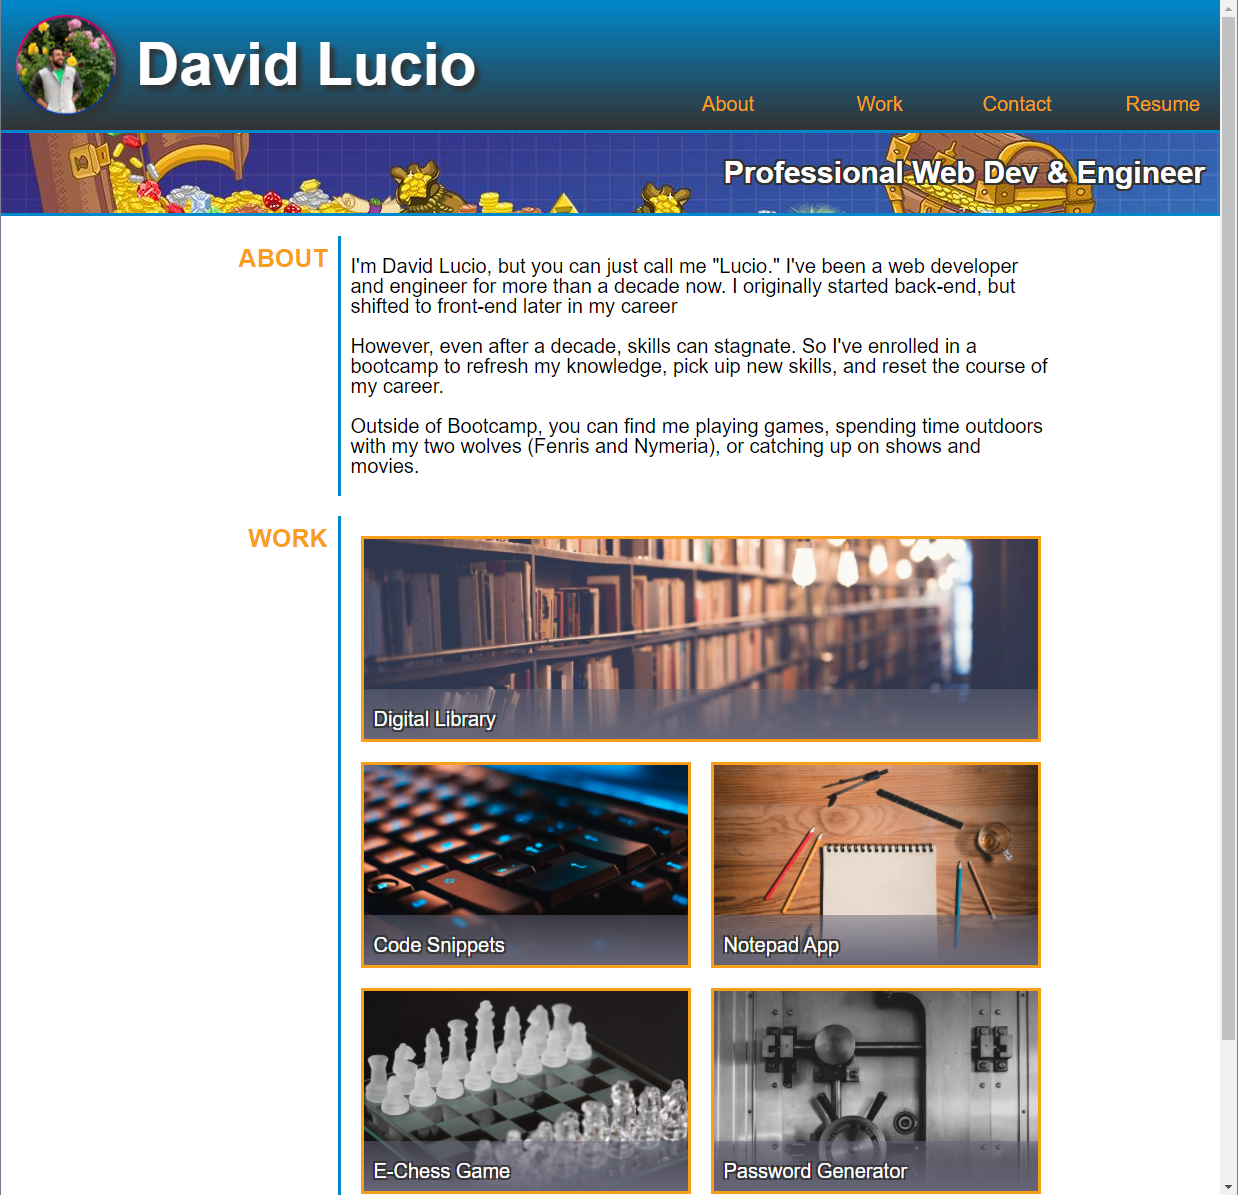 David Lucio
About Work Contact Resume
Professional Web Dev & Engineer
ABOUT
I'm David Lucio, but you can just call me "Lucio." I've been a web developer
and engineer for more than a decade now. I originally started back-end, but
shifted to front-end later in my career
However, even after a decade, skills can stagnate. So I've enrolled in a
bootcamp to refresh my knowledge, pick uip new skills, and reset the course of
my career.
Outside of Bootcamp, you can find me playing games, spending time outdoors
with my two wolves (Fenris and Nymeria), or catching up on shows and
movies.
WORK
Digital Library
Code Snippets
Notepad App
E-Chess Game
Password Generator